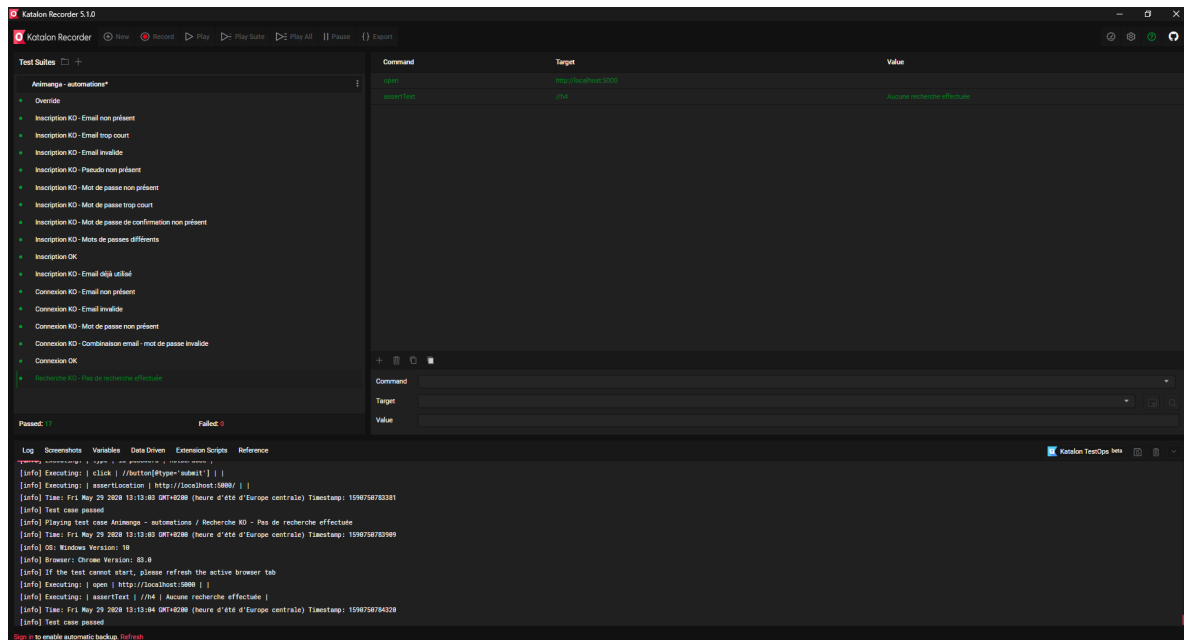 Katalon Recorder 5.1.0
Katalon Recorder New Record Play Play Suite Play All Pause {} Export
Test Suites
Command Target Value
Animanga - automations*
open http://localhost:5000
assertText //h4 Aucune recherche effectuée
Override
Inscription KO - Email non présent
Inscription KO - Email trop court
Inscription KO - Email invalide
Inscription KO - Pseudo non présent
Inscription KO - Mot de passe non présent
Inscription KO - Mot de passe trop court
Inscription KO - Mot de passe de confirmation non présent
Inscription KO - Mots de passes différents
Inscription OK
Inscription KO - Email déjà utilisé
Connexion KO - Email non présent
Connexion KO - Email invalide
Connexion KO - Mot de passe non présent
Connexion KO - Combinaison email - mot de passe invalide
Connexion OK
Recherche KO - Pas de recherche effectuée
Command
Target
Value
Passed: 17 Failed: 0
Log Screenshots Variables Data Driven Extension Scripts Reference
Katalon TestOps beta
[info] Executing: | click | //button[@type='submit'] | |
[info] Executing: | assertLocation | http://localhost:5000/ | |
[info] Time: Fri May 29 2020 13:13:03 GMT+0200 (heure d'été d'Europe centrale) Timestamp: 1590750783381
[info] Test case passed
[info] Playing test case Animanga - automations / Recherche KO - Pas de recherche effectuée
[info] Time: Fri May 29 2020 13:13:03 GMT+0200 (heure d'été d'Europe centrale) Timestamp: 1590750783909
[info] OS: Windows Version: 10
[info] Browser: Chrome Version: 83.0
[info] If the test cannot start, please refresh the active browser tab
[info] Executing: | open | http://localhost:5000 | |
[info] Executing: | assertText | //h4 | Aucune recherche effectuée |
[info] Time: Fri May 29 2020 13:13:04 GMT+0200 (heure d'été d'Europe centrale) Timestamp: 1590750784320
[info] Test case passed
Sign in to enable automatic backup. Refresh